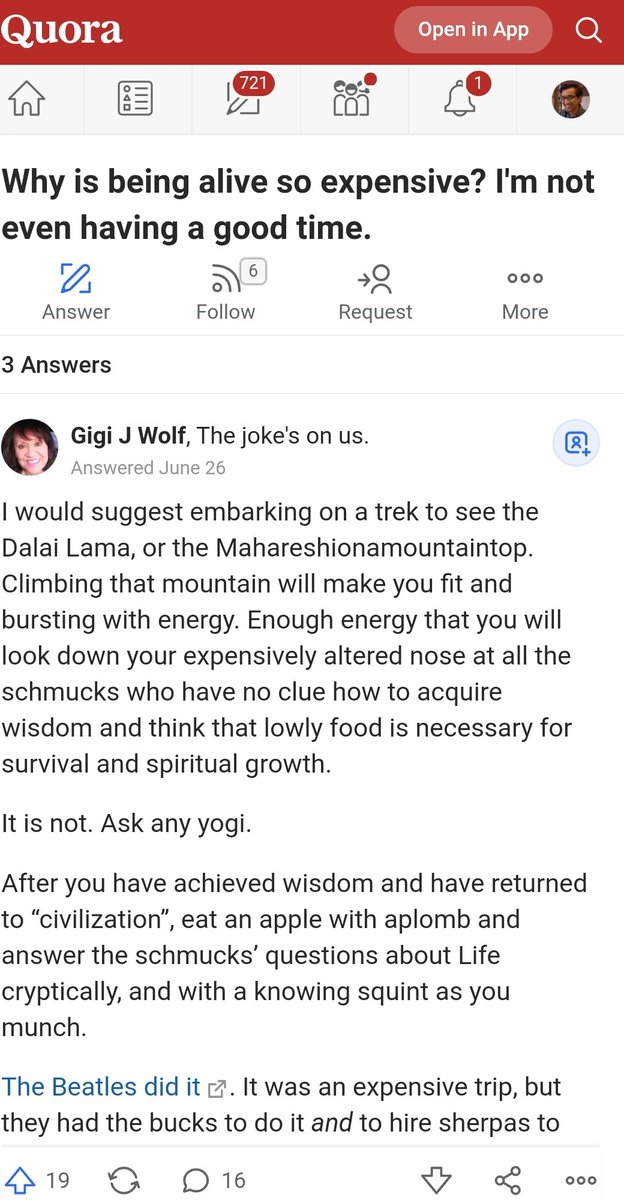 Quora
Open in App
721
1
Why is being alive so expensive? I'm not
even having a good time.
6
Answer
Follow
Request
More
3 Answers
Gigi J Wolf, The joke's on us.
Answered June 26
I would suggest embarking on a trek to see the
Dalai Lama, or the Mahareshionamountaintop.
Climbing that mountain will make you fit and
bursting with energy. Enough energy that you will
look down your expensively altered nose at all the
schmucks who have no clue how to acquire
wisdom and think that lowly food is necessary for
survival and spiritual growth.
It is not. Ask any yogi.
After you have achieved wisdom and have returned
to “civilization”, eat an apple with aplomb and
answer the schmucks’ questions about Life
cryptically, and with a knowing squint as you
munch.
The Beatles did it. It was an expensive trip, but
they had the bucks to do it and to hire sherpas to
19
16